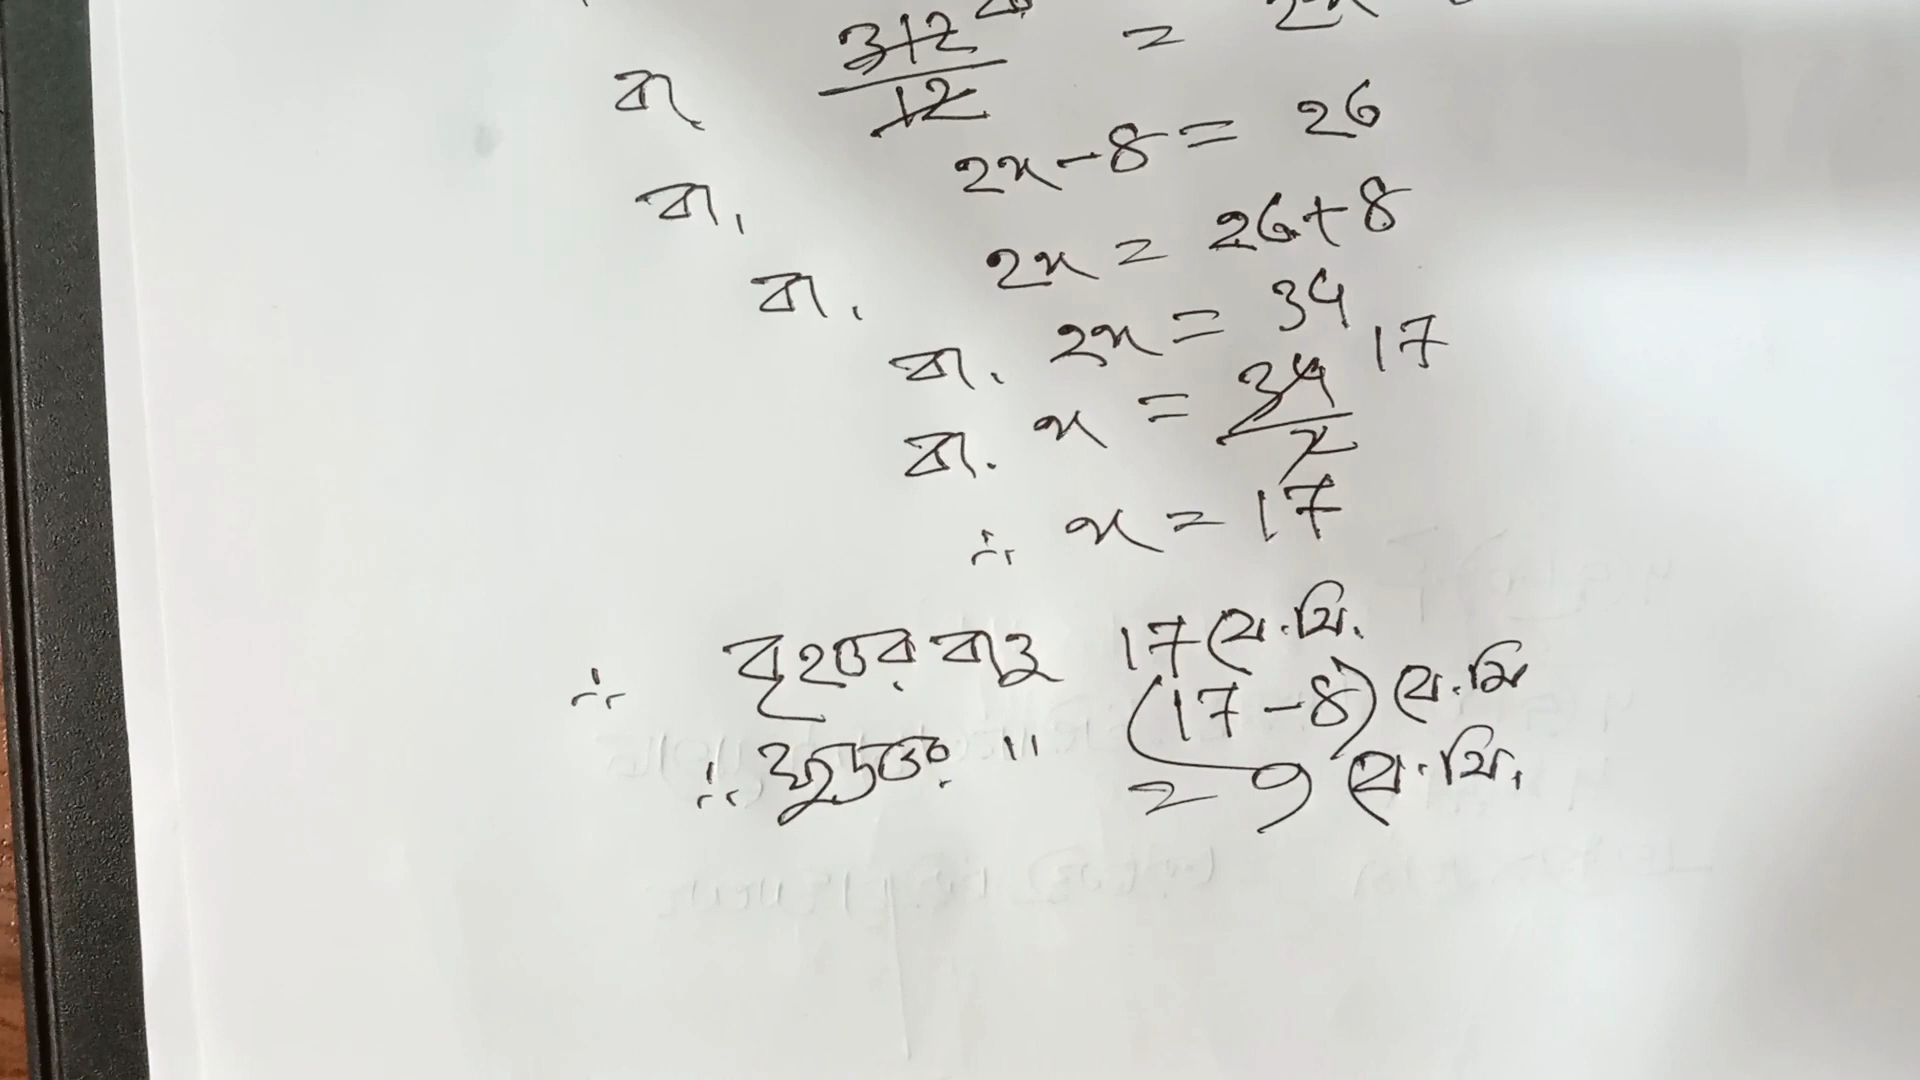 বা 312/12 = 2x
বা, 2x-8 = 26
বা, 2x = 26+8
বা. 2x = 34
বা. x = 34/2 17
∴ x = 17
∴ বৃহত্তর বাহু 17 সে.মি.
∴ ক্ষুদ্রতর " (17-8) সে.মি
= 9 সে.মি.